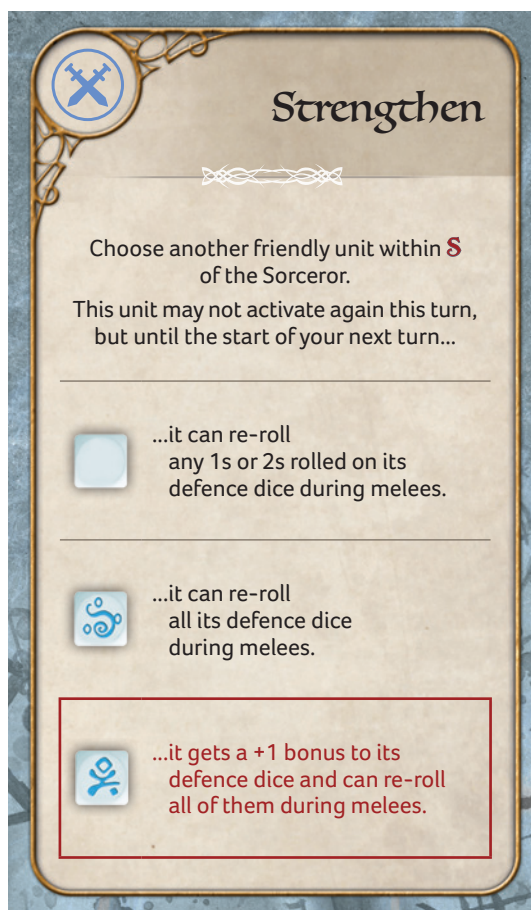 Strengthen
Choose another friendly unit within S
of the Sorceror.
This unit may not activate again this turn,
but until the start of your next turn...
...it can re-roll
any 1s or 2s rolled on its
defence dice during melees.
...it can re-roll
all its defence dice
during melees.
...it gets a +1 bonus to its
defence dice and can re-roll
all of them during melees.